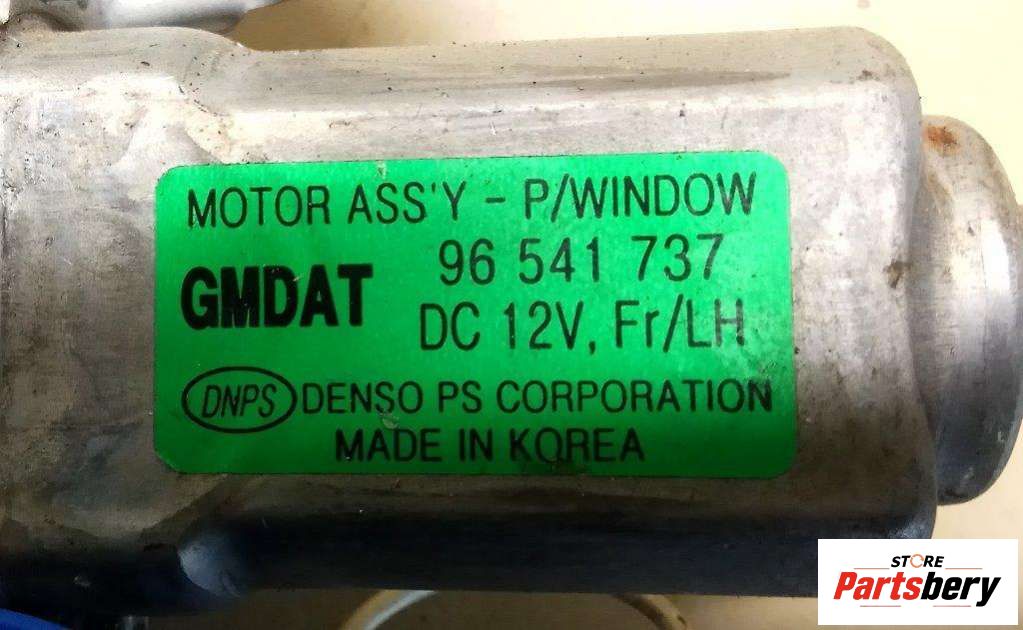 MOTOR ASS'Y - P/WINDOW
GMDAT 96 541 737
DC 12V, Fr/LH
DNPS DENSO PS CORPORATION
MADE IN KOREA
STORE
Partsbery